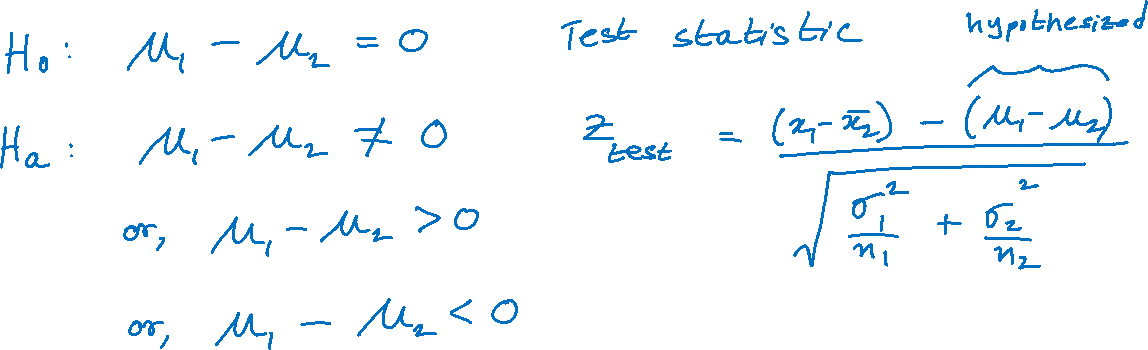 H₀: μ₁ − μ₂ = 0
Hₐ: μ₁ − μ₂ ≠ 0
or, μ₁ − μ₂ > 0
or, μ₁ − μ₂ < 0
Test statistic
hypothesized
Z_test = ((x₁ − x̄₂) − (μ₁ − μ₂)) / √(σ₁²/n₁ + σ₂²/n₂)